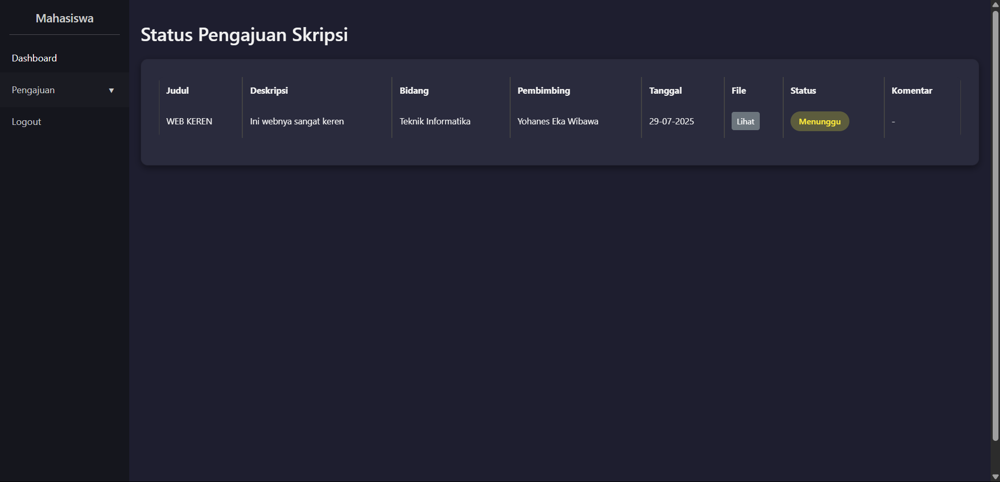 Mahasiswa
Dashboard
Pengajuan ▼
Logout
Status Pengajuan Skripsi
Judul Deskripsi Bidang Pembimbing Tanggal File Status Komentar
WEB KEREN Ini webnya sangat keren Teknik Informatika Yohanes Eka Wibawa 29-07-2025 Lihat Menunggu -